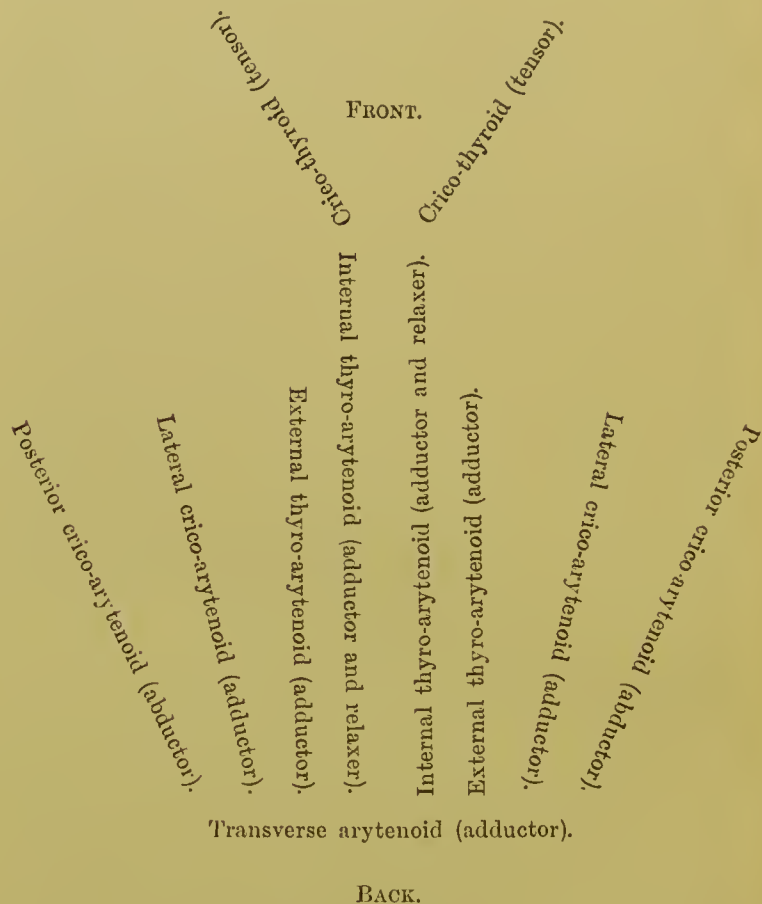 Crico-thyroid (tensor).
FRONT.
Crico-thyroid (tensor).
Posterior crico-arytenoid (abductor).
Lateral crico-arytenoid (adductor).
External thyro-arytenoid (adductor).
Internal thyro-arytenoid (adductor and relaxer).
Internal thyro-arytenoid (adductor and relaxer).
External thyro-arytenoid (adductor).
Lateral crico-arytenoid (adductor).
Posterior crico-arytenoid (abductor).
Transverse arytenoid (adductor).
BACK.